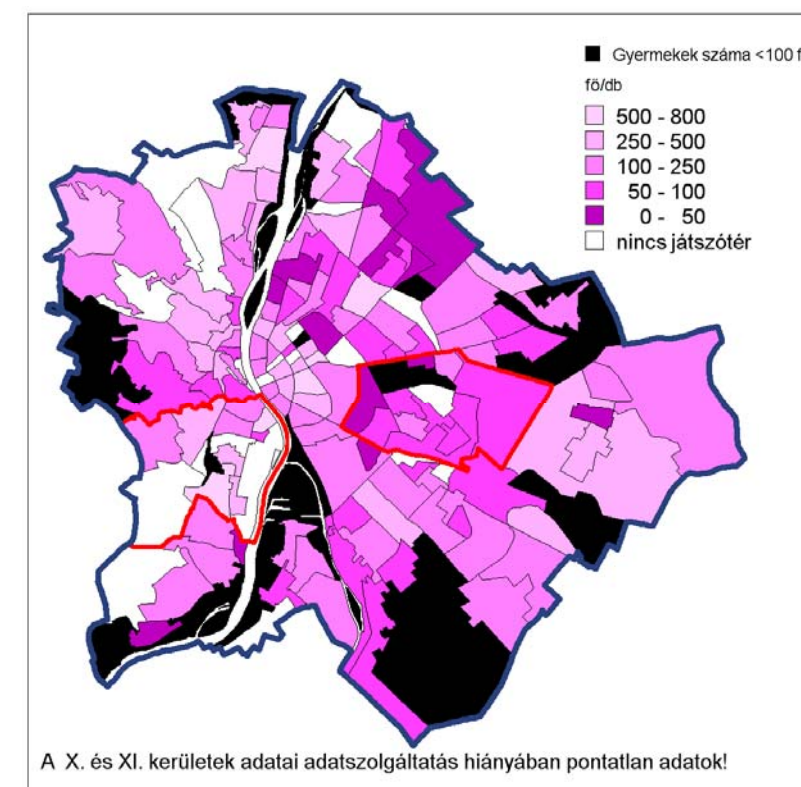 Gyermekek száma <100 f
fö/db
500 - 800
250 - 500
100 - 250
50 - 100
0 - 50
nincs játszótér
A X. és XI. kerületek adatai adatszolgáltatás hiányában pontatlan adatok!